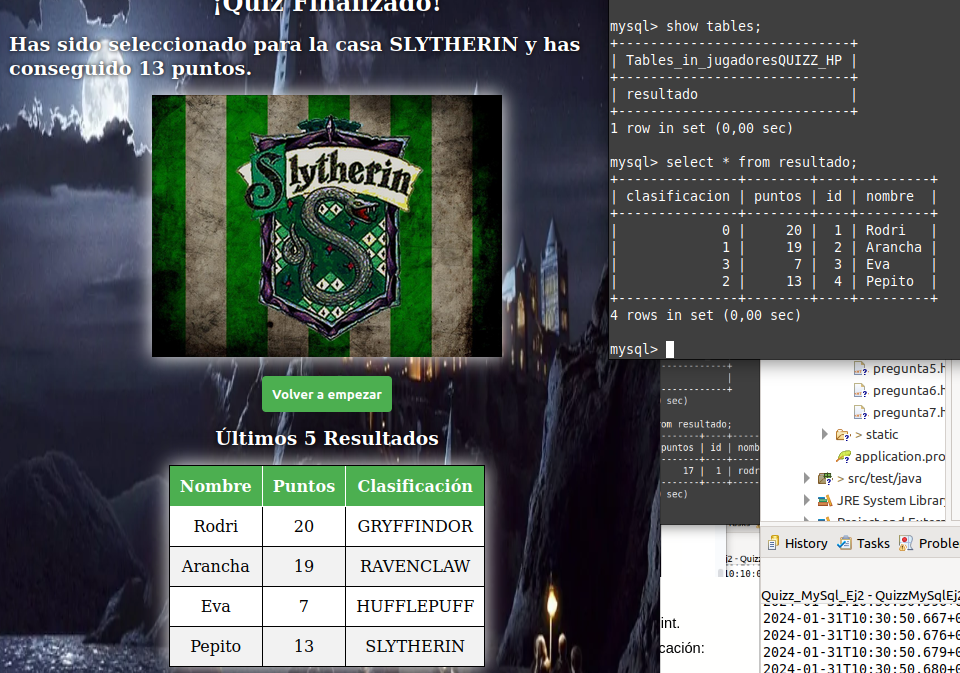 ¡Quiz Finalizado!
Has sido seleccionado para la casa SLYTHERIN y has
conseguido 13 puntos.
Slytherin
Volver a empezar
Últimos 5 Resultados
Nombre Puntos Clasificación
Rodri 20 GRYFFINDOR
Arancha 19 RAVENCLAW
Eva 7 HUFFLEPUFF
Pepito 13 SLYTHERIN
mysql> show tables;
+---------------------------+
| Tables_in_jugadoresQUIZZ_HP |
+---------------------------+
| resultado |
+---------------------------+
1 row in set (0,00 sec)
mysql> select * from resultado;
+---------------+--------+----+---------+
| clasificacion | puntos | id | nombre |
+---------------+--------+----+---------+
| 0 | 20 | 1 | Rodri |
| 1 | 19 | 2 | Arancha |
| 3 | 7 | 3 | Eva |
| 2 | 13 | 4 | Pepito |
+---------------+--------+----+---------+
4 rows in set (0,00 sec)
mysql>
sec)
om resultado;
puntos | id | nomb
17 | 1 | rodr
sec)
pregunta5.h
pregunta6.h
pregunta7.h
> static
application.pro
> src/test/java
JRE System Librar
History Tasks Proble
10:10:0
int.
cación:
Quizz_MySql_Ej2 - QuizzMySqlEj2
2024-01-31T10:30:50.667+0
2024-01-31T10:30:50.676+0
2024-01-31T10:30:50.679+0
2024-01-31T10:30:50.680+0